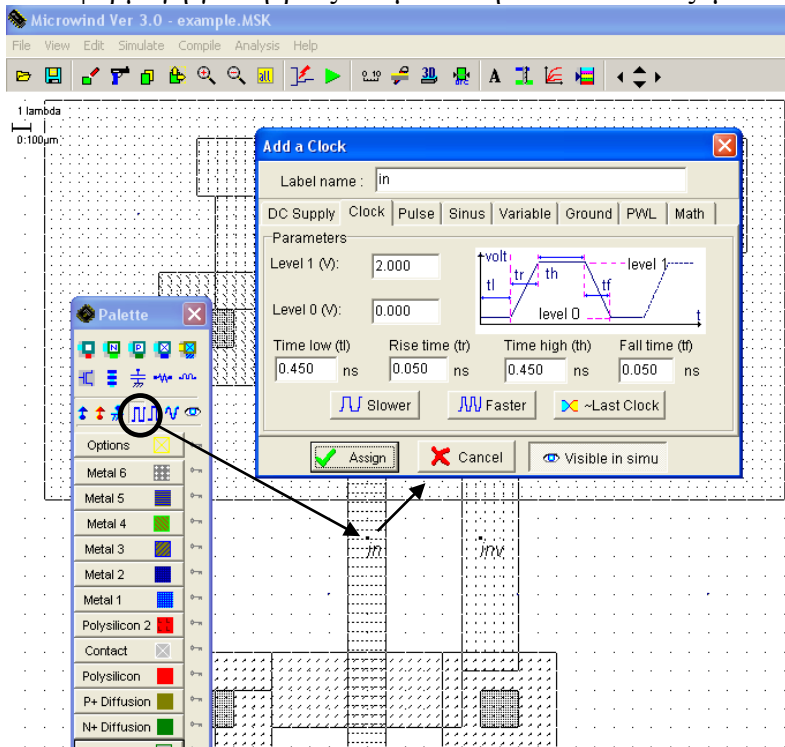 Microwind Ver 3.0 - example.MSK
File View Edit Simulate Compile Analysis Help
1 lambda
0.100µm
Add a Clock
Label name : in
DC Supply Clock Pulse Sinus Variable Ground PWL Math
Parameters
Level 1 (V): 2.000
Level 0 (V): 0.000
volt
level 1
tl tr th tf
level 0
t
Time low (tl) Rise time (tr) Time high (th) Fall time (tf)
0.450 ns 0.050 ns 0.450 ns 0.050 ns
Slower Faster ~Last Clock
Assign Cancel Visible in simu
Palette
Options
Metal 6
Metal 5
Metal 4
Metal 3
Metal 2
Metal 1
Polysilicon 2
Contact
Polysilicon
P+ Diffusion
N+ Diffusion
in
inv